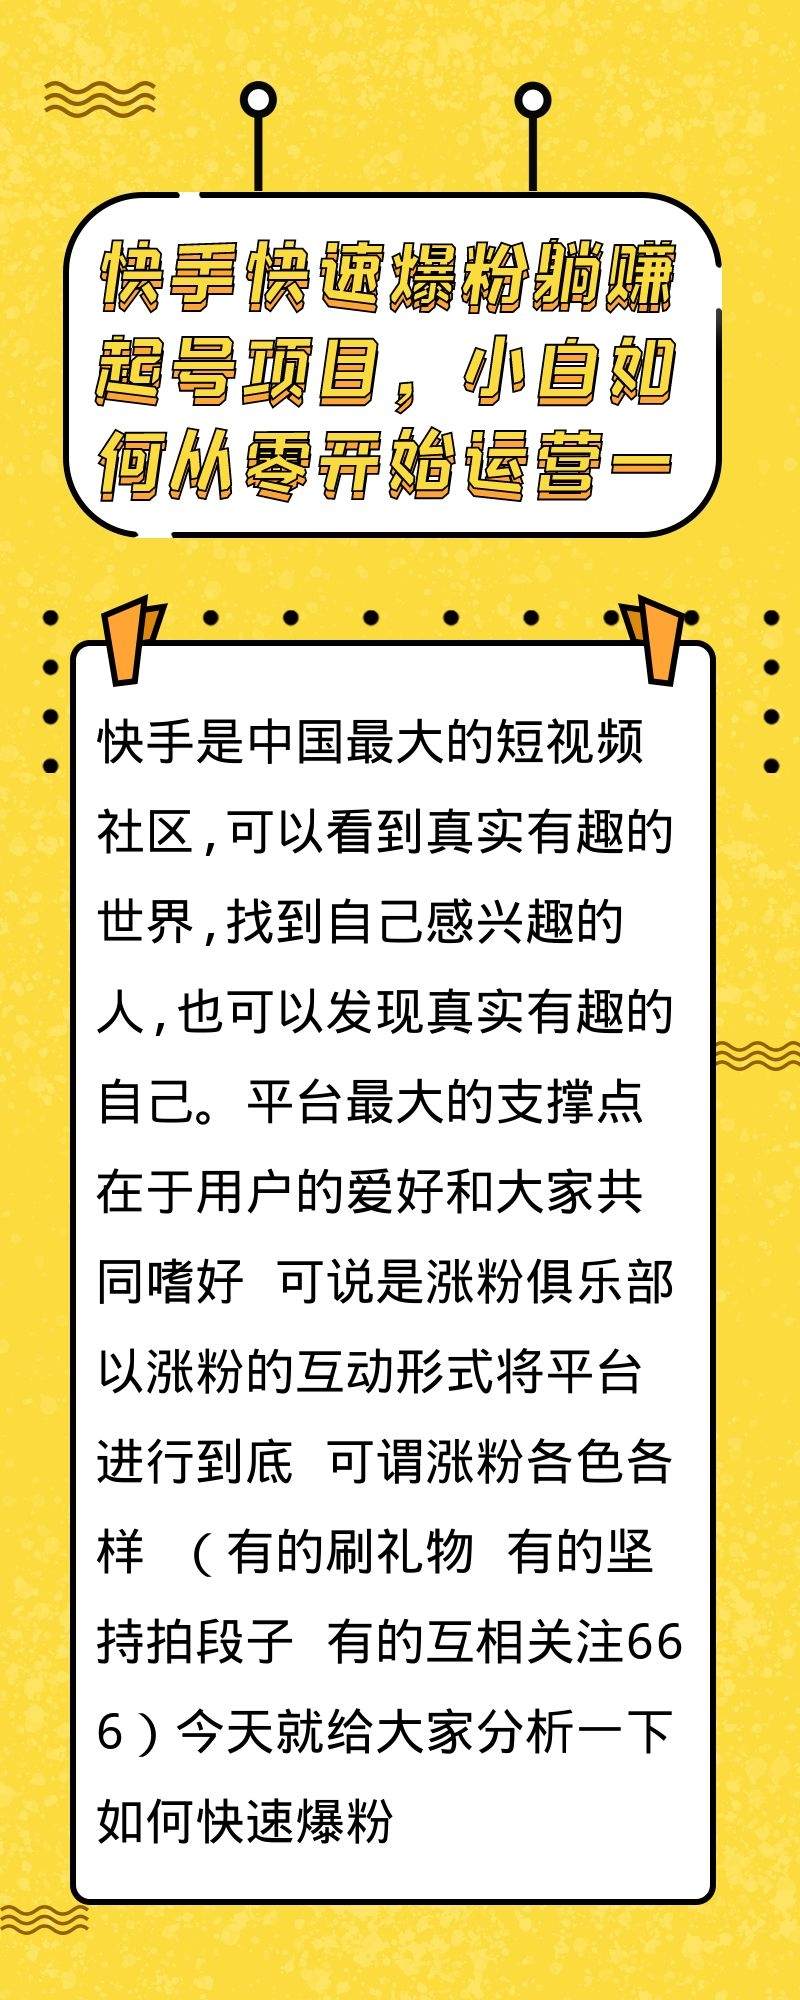 快手快速爆粉躺赚
起号项目，小白如
何从零开始运营一
快手是中国最大的短视频
社区,可以看到真实有趣的
世界,找到自己感兴趣的
人,也可以发现真实有趣的
自己。平台最大的支撑点
在于用户的爱好和大家共
同嗜好 可说是涨粉俱乐部
以涨粉的互动形式将平台
进行到底 可谓涨粉各色各
样 （有的刷礼物 有的坚
持拍段子 有的互相关注66
6）今天就给大家分析一下
如何快速爆粉